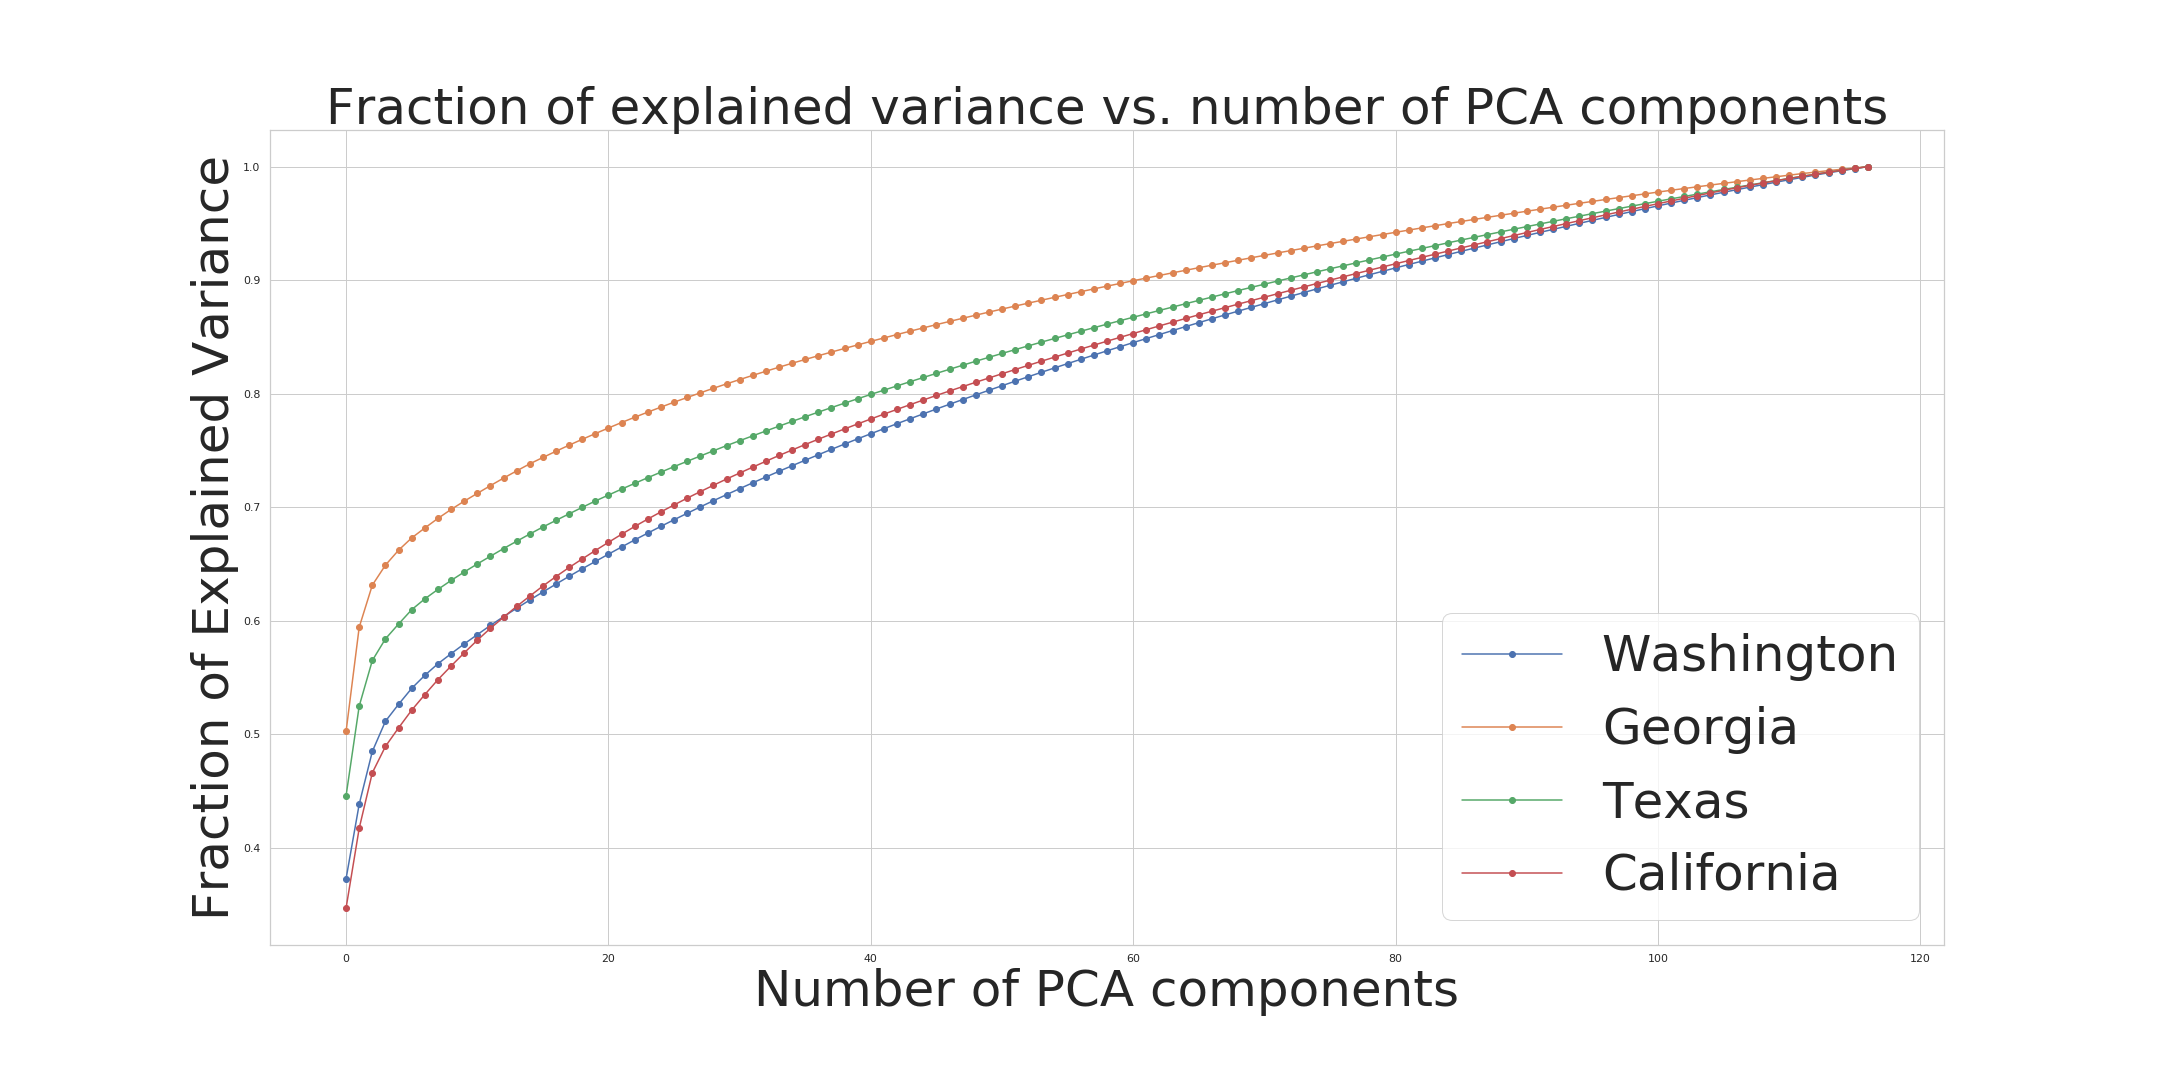 Fraction of explained variance vs. number of PCA components
Fraction of Explained Variance
1.0
0.9
0.8
0.7
0.6
0.5
0.4
Washington
Georgia
Texas
California
0 20 40 60 80 100 120
Number of PCA components